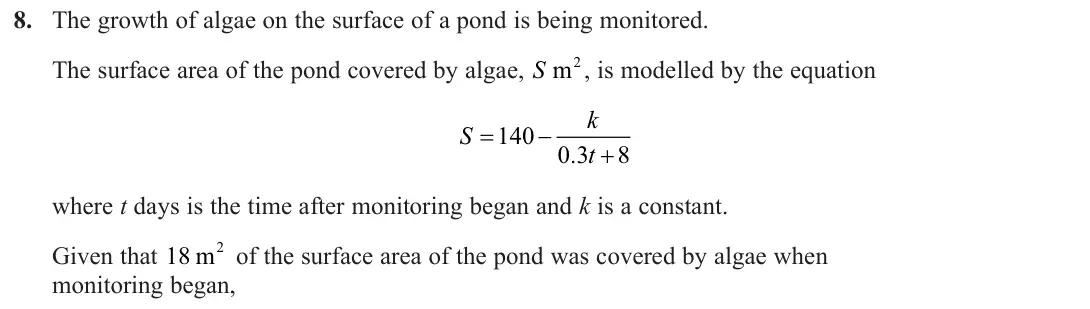 8. The growth of algae on the surface of a pond is being monitored.
The surface area of the pond covered by algae, S m², is modelled by the equation
S = 140 − k / (0.3t + 8)
where t days is the time after monitoring began and k is a constant.
Given that 18 m² of the surface area of the pond was covered by algae when
monitoring began,